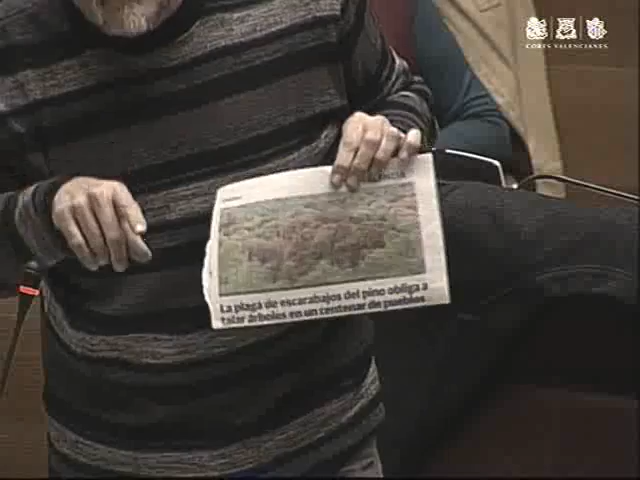 CORTS VALENCIANES
La plaga de escarabajos del pino obliga a
talar árboles en un centenar de pueblos